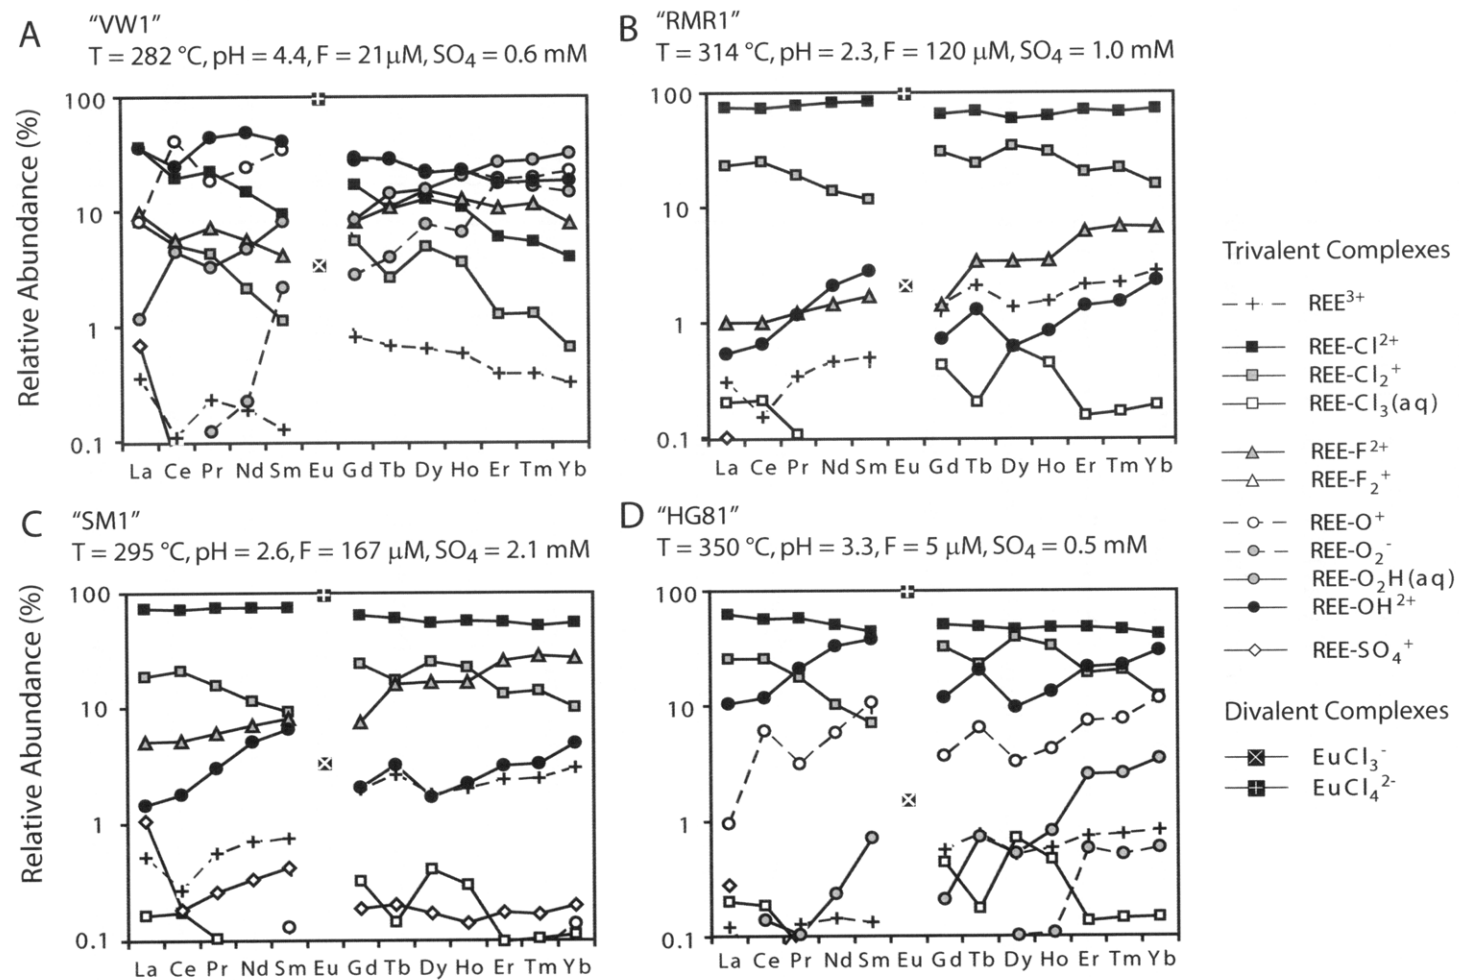 A
"VW1"
T = 282 °C, pH = 4.4, F = 21 μM, SO₄ = 0.6 mM
Relative Abundance (%)
100
10
1
0.1
La Ce Pr Nd Sm Eu Gd Tb Dy Ho Er Tm Yb
B
"RMR1"
T = 314 °C, pH = 2.3, F = 120 μM, SO₄ = 1.0 mM
100
10
1
0.1
La Ce Pr Nd Sm Eu Gd Tb Dy Ho Er Tm Yb
C
"SM1"
T = 295 °C, pH = 2.6, F = 167 μM, SO₄ = 2.1 mM
Relative Abundance (%)
100
10
1
0.1
La Ce Pr Nd Sm Eu Gd Tb Dy Ho Er Tm Yb
D
"HG81"
T = 350 °C, pH = 3.3, F = 5 μM, SO₄ = 0.5 mM
100
10
1
0.1
La Ce Pr Nd Sm Eu Gd Tb Dy Ho Er Tm Yb
Trivalent Complexes
REE³⁺
REE-Cl²⁺
REE-Cl₂⁺
REE-Cl₃(aq)
REE-F²⁺
REE-F₂⁺
REE-O⁺
REE-O₂⁻
REE-O₂H(aq)
REE-OH²⁺
REE-SO₄⁺
Divalent Complexes
EuCl₃⁻
EuCl₄²⁻